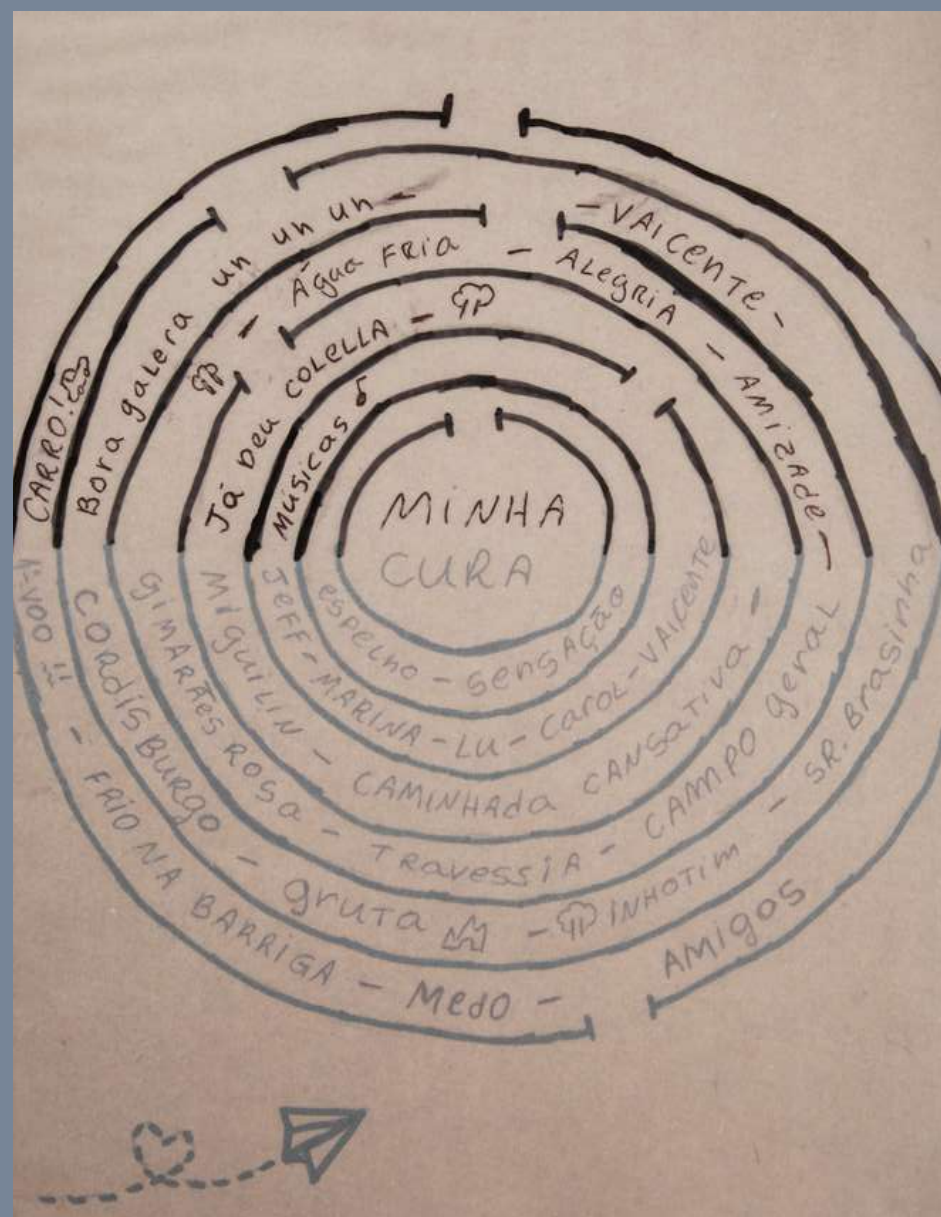 CARRO!
Bora galera un un un -
- VAICENTE -
- Água FRIA - ALEGRIA - AMIZADE -
Já Deu COLELLA -
Músicas
MINHA
CURA
espelho - SENSAÇÃO
JEFF - MARINA - LU - CAROL - VAICENTE
MIGUILIN - CAMINHADA CANSATIVA -
GIMARÃES ROSA - TRAVESSIA - CAMPO geral
CORDISBURGO - gruta - INHOTIM - SR. Brasinha
1º VOO !!! - FRIO NA BARRIGA - MEDO -
AMIGOS